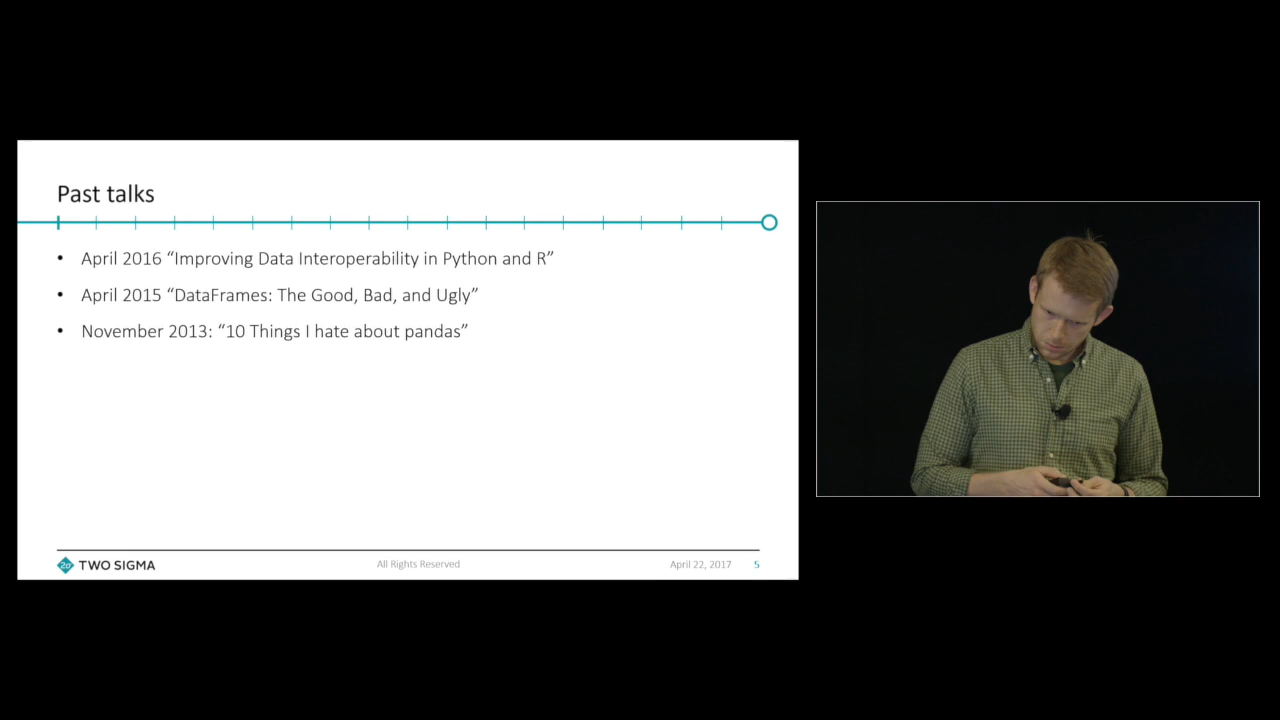 Past talks
• April 2016 “Improving Data Interoperability in Python and R”
• April 2015 “DataFrames: The Good, Bad, and Ugly”
• November 2013: “10 Things I hate about pandas”
2σ TWO SIGMA
All Rights Reserved
April 22, 2017 5